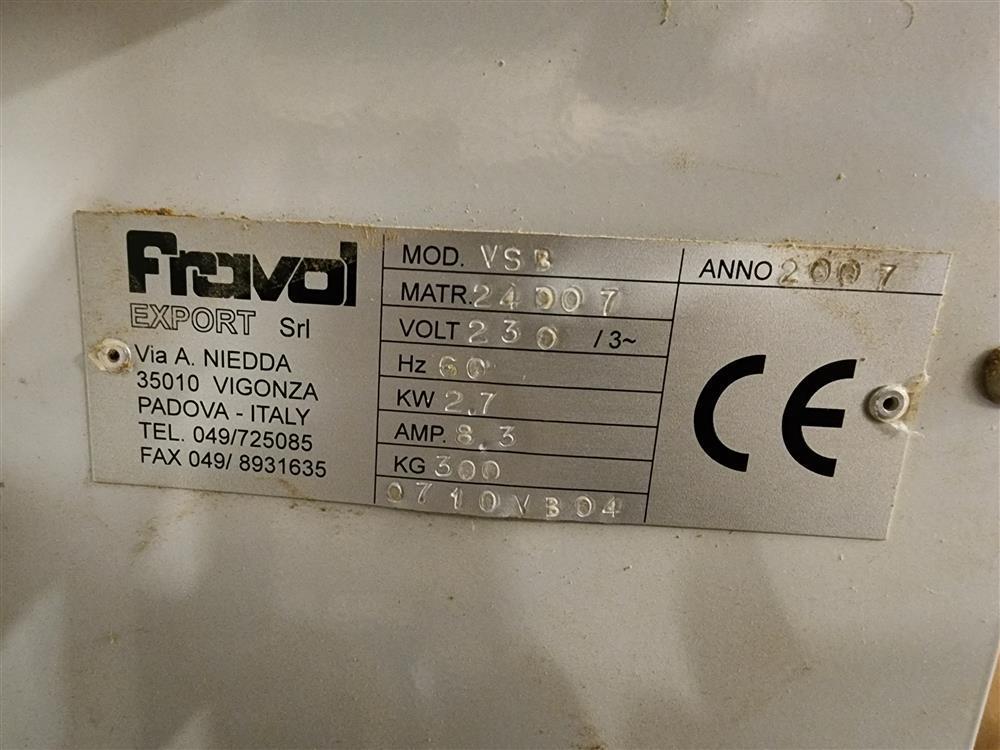 Fravol
EXPORT Srl
Via A. NIEDDA
35010 VIGONZA
PADOVA - ITALY
TEL. 049/725085
FAX 049/ 8931635
MOD. VSB
MATR. 24007
VOLT 230 / 3~
Hz 60
KW 2.7
AMP. 8.3
KG 300
0710VB04
ANNO 2007
CE